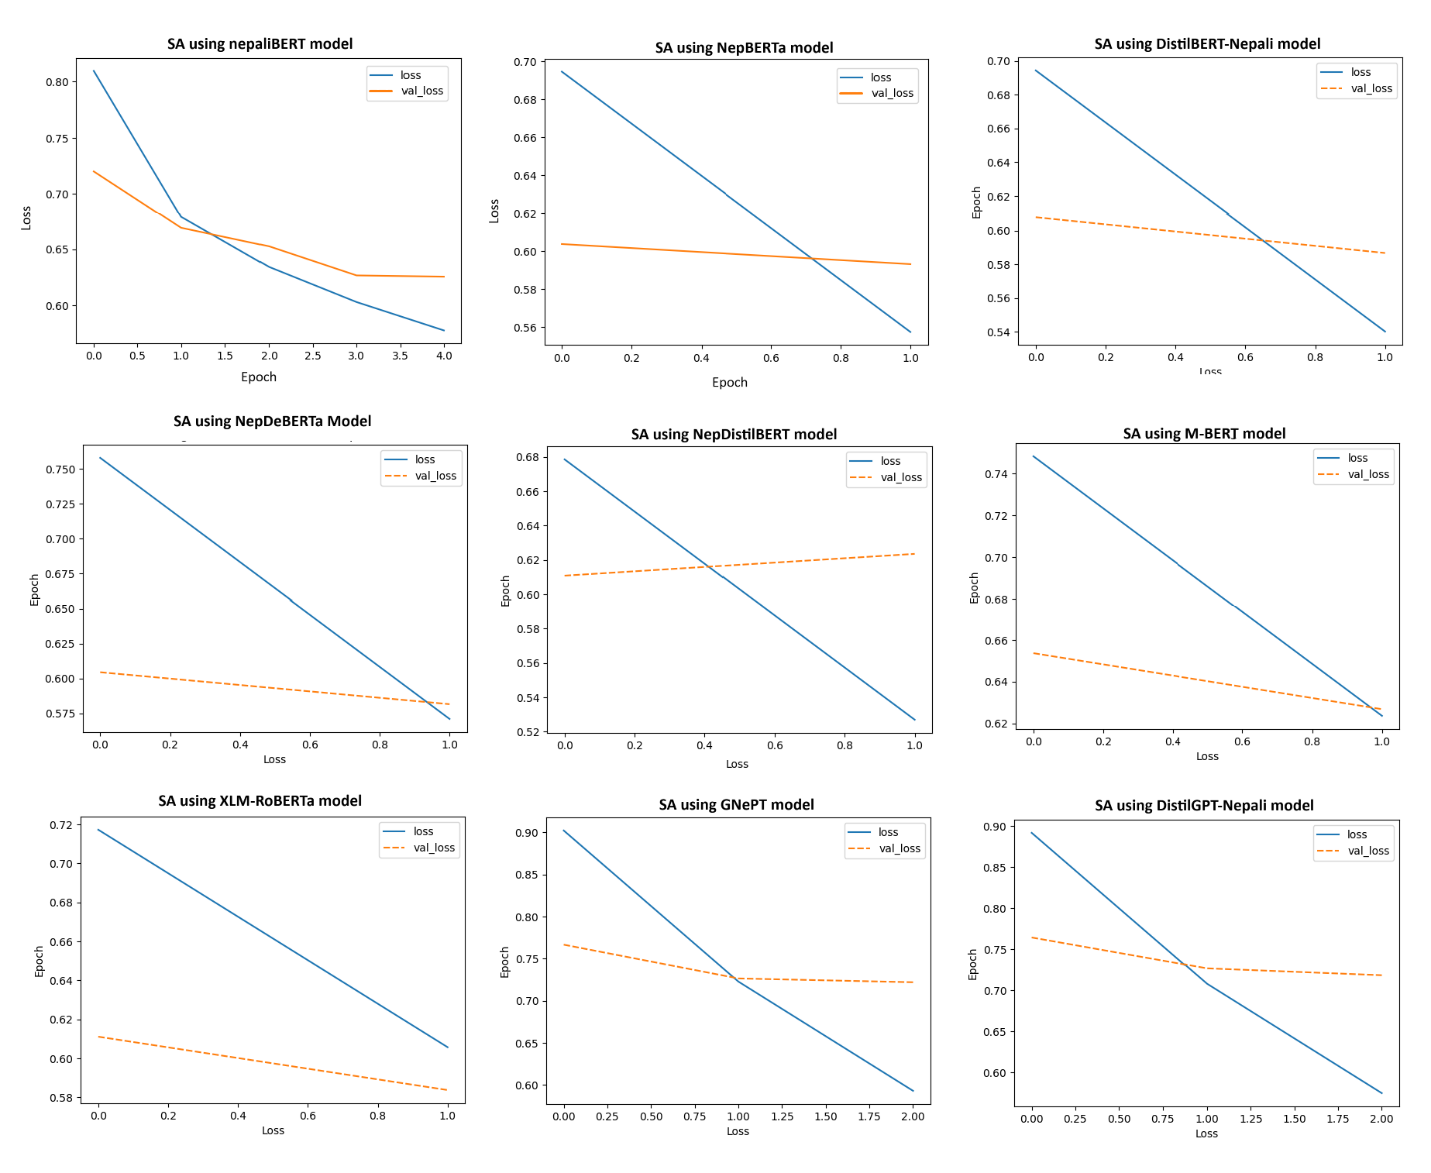 SA using nepaliBERT model
loss
val_loss
0.80
0.75
0.70
0.65
0.60
Loss
0.0 0.5 1.0 1.5 2.0 2.5 3.0 3.5 4.0
Epoch
SA using NepBERTa model
loss
val_loss
0.70
0.68
0.66
0.64
0.62
0.60
0.58
0.56
Loss
0.0 0.2 0.4 0.6 0.8 1.0
Epoch
SA using DistilBERT-Nepali model
loss
val_loss
0.70
0.68
0.66
0.64
0.62
0.60
0.58
0.56
0.54
Epoch
0.0 0.2 0.4 0.6 0.8 1.0
Loss
SA using NepDeBERTa Model
loss
val_loss
0.750
0.725
0.700
0.675
0.650
0.625
0.600
0.575
Epoch
0.0 0.2 0.4 0.6 0.8 1.0
Loss
SA using NepDistilBERT model
loss
val_loss
0.68
0.66
0.64
0.62
0.60
0.58
0.56
0.54
0.52
Epoch
0.0 0.2 0.4 0.6 0.8 1.0
Loss
SA using M-BERT model
loss
val_loss
0.74
0.72
0.70
0.68
0.66
0.64
0.62
Epoch
0.0 0.2 0.4 0.6 0.8 1.0
Loss
SA using XLM-RoBERTa model
loss
val_loss
0.72
0.70
0.68
0.66
0.64
0.62
0.60
0.58
Epoch
0.0 0.2 0.4 0.6 0.8 1.0
Loss
SA using GNePT model
loss
val_loss
0.90
0.85
0.80
0.75
0.70
0.65
0.60
Epoch
0.00 0.25 0.50 0.75 1.00 1.25 1.50 1.75 2.00
Loss
SA using DistilGPT-Nepali model
loss
val_loss
0.90
0.85
0.80
0.75
0.70
0.65
0.60
Epoch
0.00 0.25 0.50 0.75 1.00 1.25 1.50 1.75 2.00
Loss